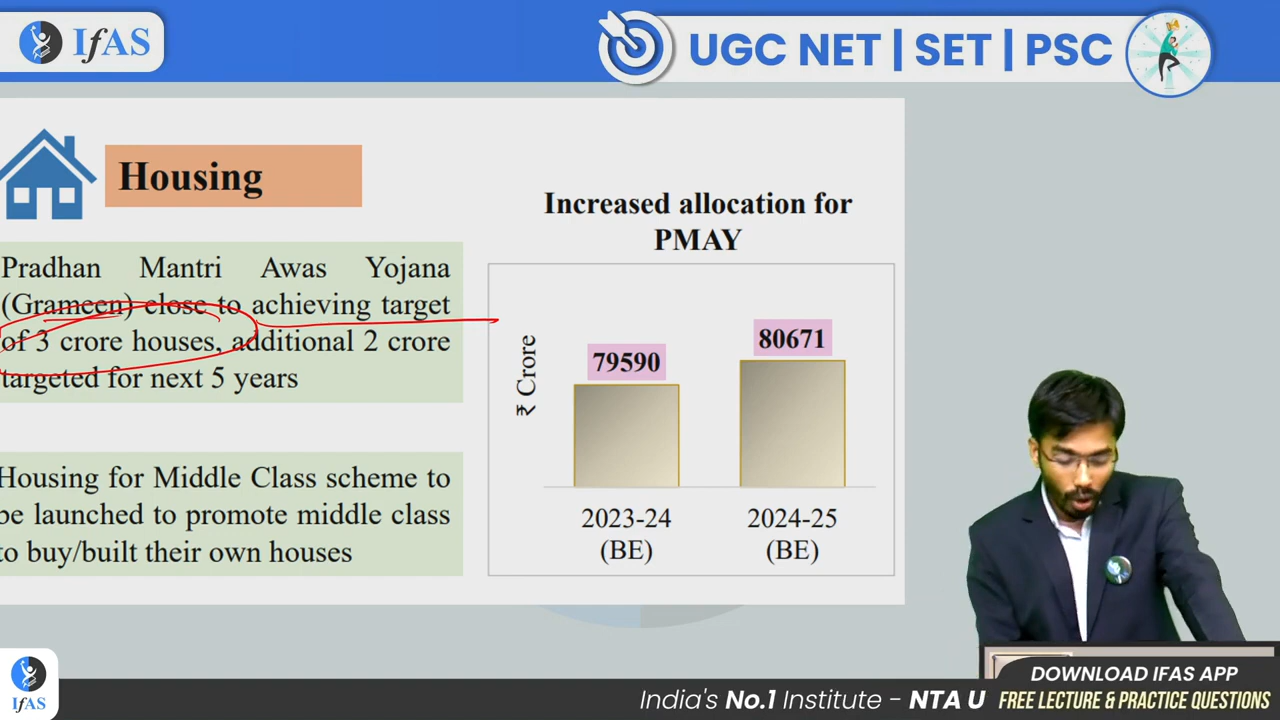 IfAS
UGC NET | SET | PSC
Housing
Pradhan Mantri Awas Yojana
(Grameen) close to achieving target
of 3 crore houses, additional 2 crore
targeted for next 5 years
Housing for Middle Class scheme to
be launched to promote middle class
to buy/built their own houses
Increased allocation for
PMAY
₹ Crore
79590
80671
2023-24
(BE)
2024-25
(BE)
IfAS
India's No.1 Institute – NTA U
DOWNLOAD IFAS APP
FREE LECTURE & PRACTICE QUESTIONS